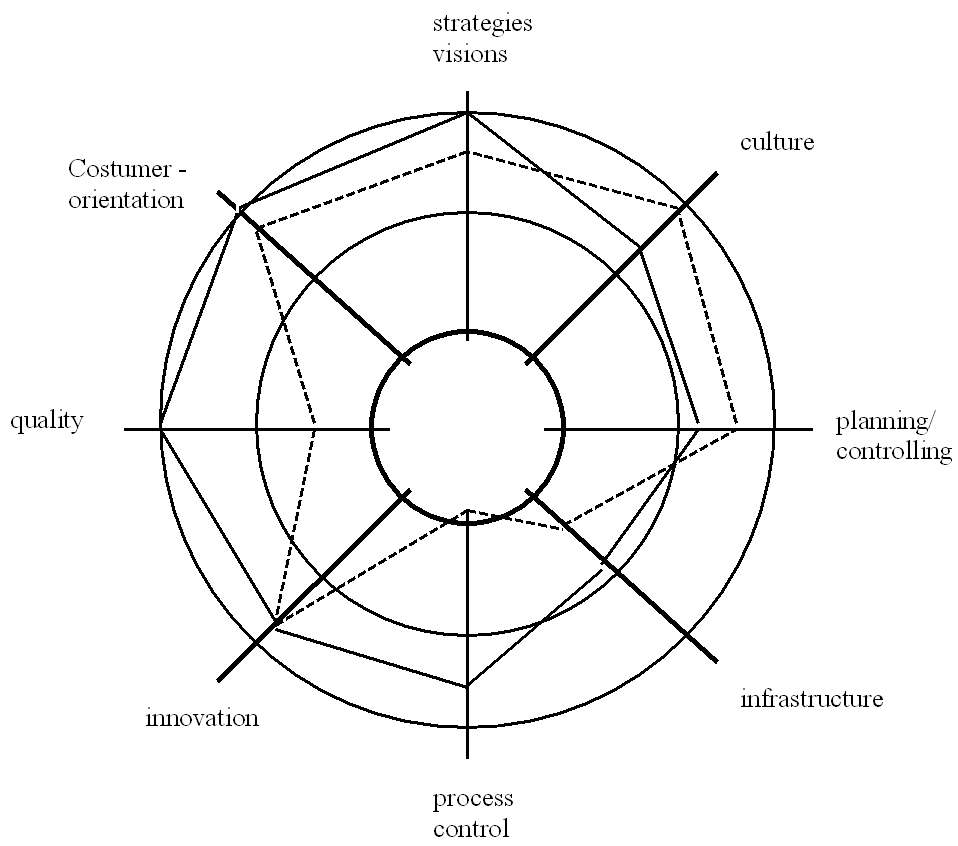 strategies
visions
culture
Costumer -
orientation
quality
planning/
controlling
infrastructure
innovation
process
control